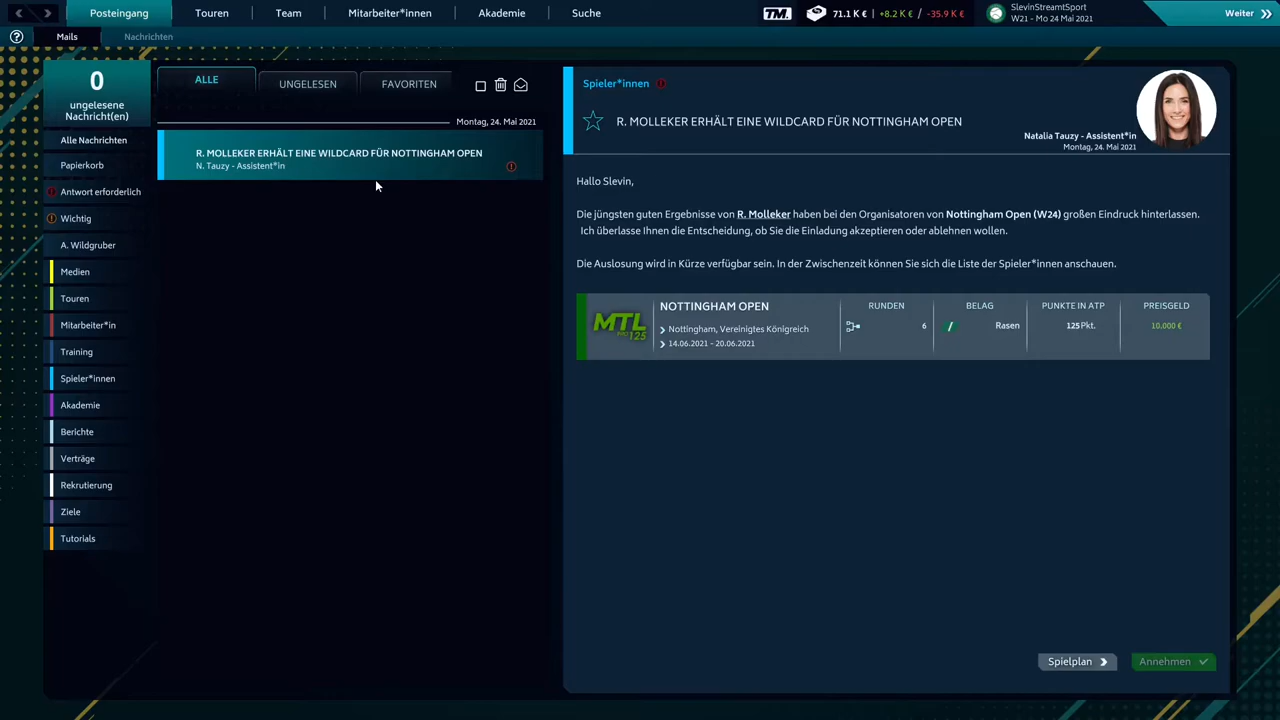 Posteingang
Touren
Team
Mitarbeiter*innen
Akademie
Suche
TM.
71.1 K € +8.2 K € / -35.9 K €
SlevinStreamSport
W21 - Mo 24 Mai 2021
Weiter
Mails
Nachrichten
0
ungelesene
Nachricht(en)
Alle Nachrichten
Papierkorb
Antwort erforderlich
Wichtig
A. Wildgruber
Medien
Touren
Mitarbeiter*in
Training
Spieler*innen
Akademie
Berichte
Verträge
Rekrutierung
Ziele
Tutorials
ALLE
UNGELESEN
FAVORITEN
Montag, 24. Mai 2021
R. MOLLEKER ERHÄLT EINE WILDCARD FÜR NOTTINGHAM OPEN
N. Tauzy - Assistent*in
Spieler*innen
R. MOLLEKER ERHÄLT EINE WILDCARD FÜR NOTTINGHAM OPEN
Natalia Tauzy - Assistent*in
Montag, 24. Mai 2021
Hallo Slevin,
Die jüngsten guten Ergebnisse von R. Molleker haben bei den Organisatoren von Nottingham Open (W24) großen Eindruck hinterlassen.
Ich überlasse Ihnen die Entscheidung, ob Sie die Einladung akzeptieren oder ablehnen wollen.
Die Auslosung wird in Kürze verfügbar sein. In der Zwischenzeit können Sie sich die Liste der Spieler*innen anschauen.
MTL
PRO 125
NOTTINGHAM OPEN
Nottingham, Vereinigtes Königreich
14.06.2021 - 20.06.2021
RUNDEN
6
BELAG
Rasen
PUNKTE IN ATP
125 Pkt.
PREISGELD
10.000 €
Spielplan
Annehmen